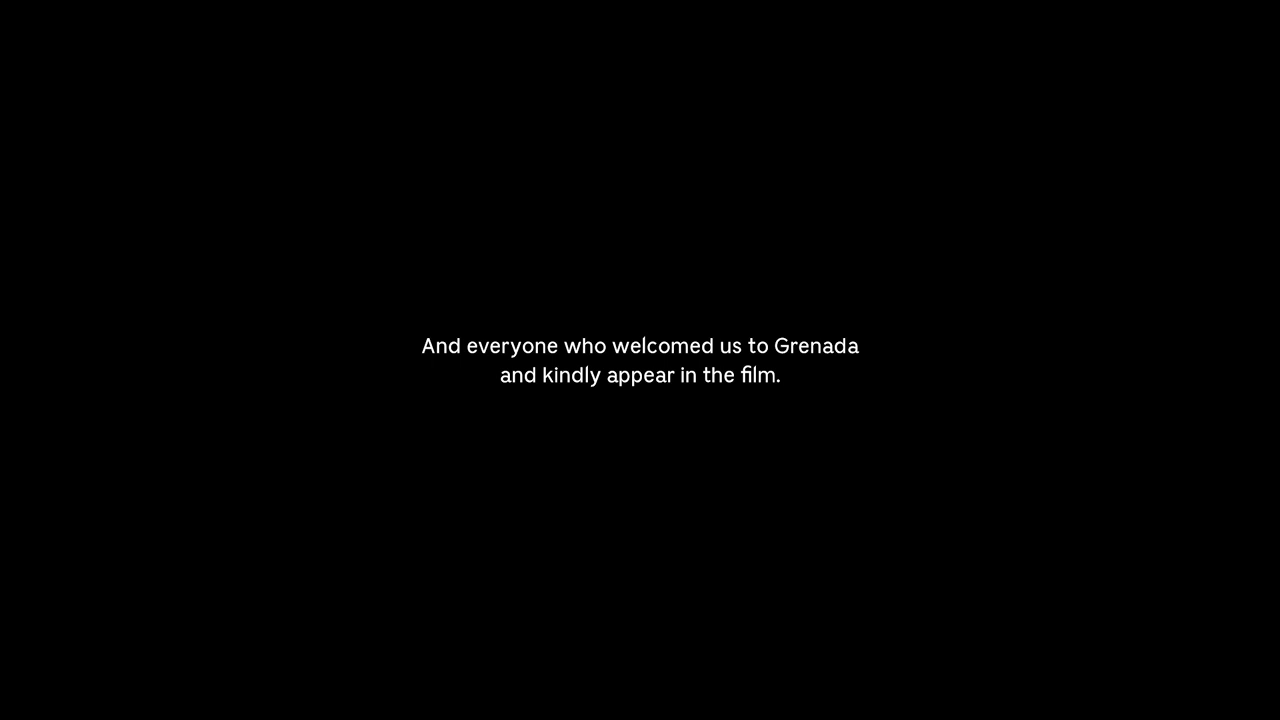 And everyone who welcomed us to Grenada
and kindly appear in the film.